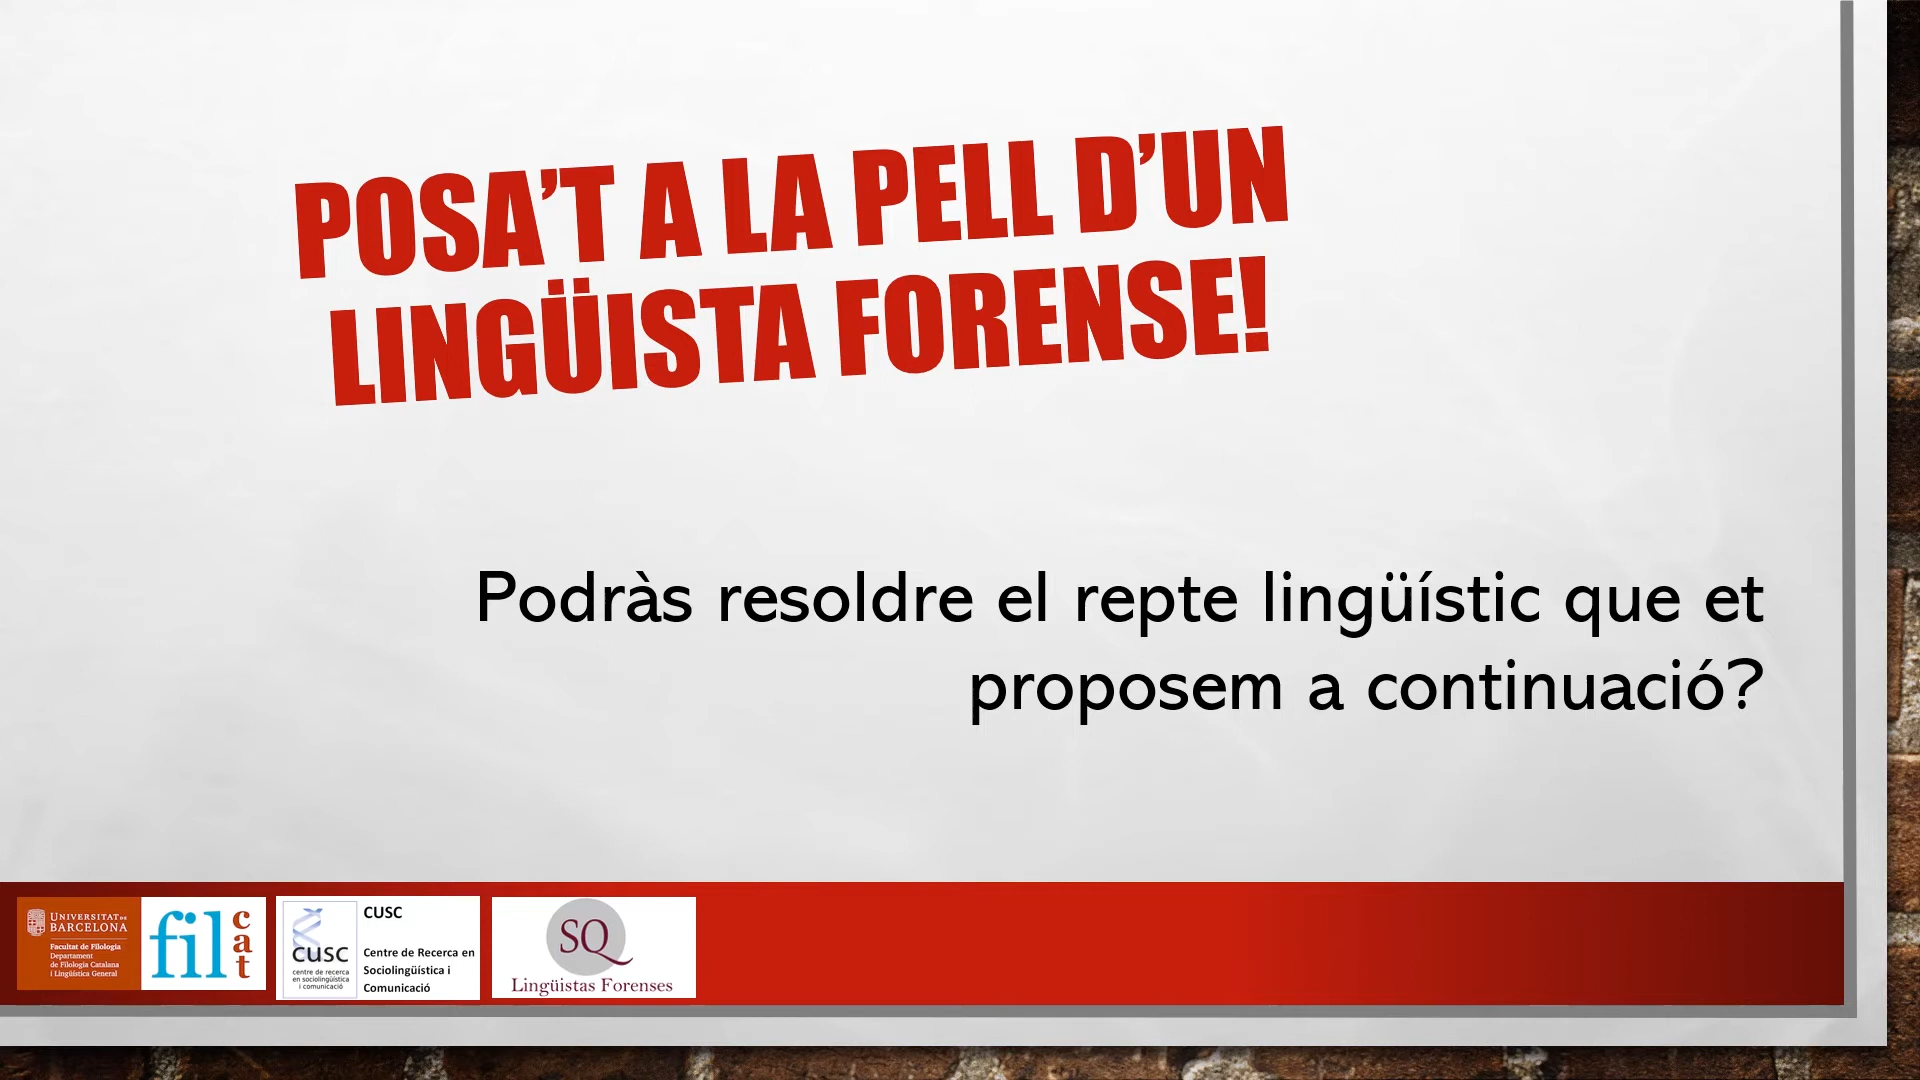 POSA’T A LA PELL D’UN
LINGÜISTA FORENSE!
Podràs resoldre el repte lingüístic que et
proposem a continuació?
UNIVERSITAT DE
BARCELONA
Facultat de Filologia
Departament
de Filologia Catalana
i Lingüística General
fil
cat
cusc
centre de recerca
en sociolingüística
i comunicació
CUSC
Centre de Recerca en
Sociolingüística i
Comunicació
SQ
Lingüistas Forenses